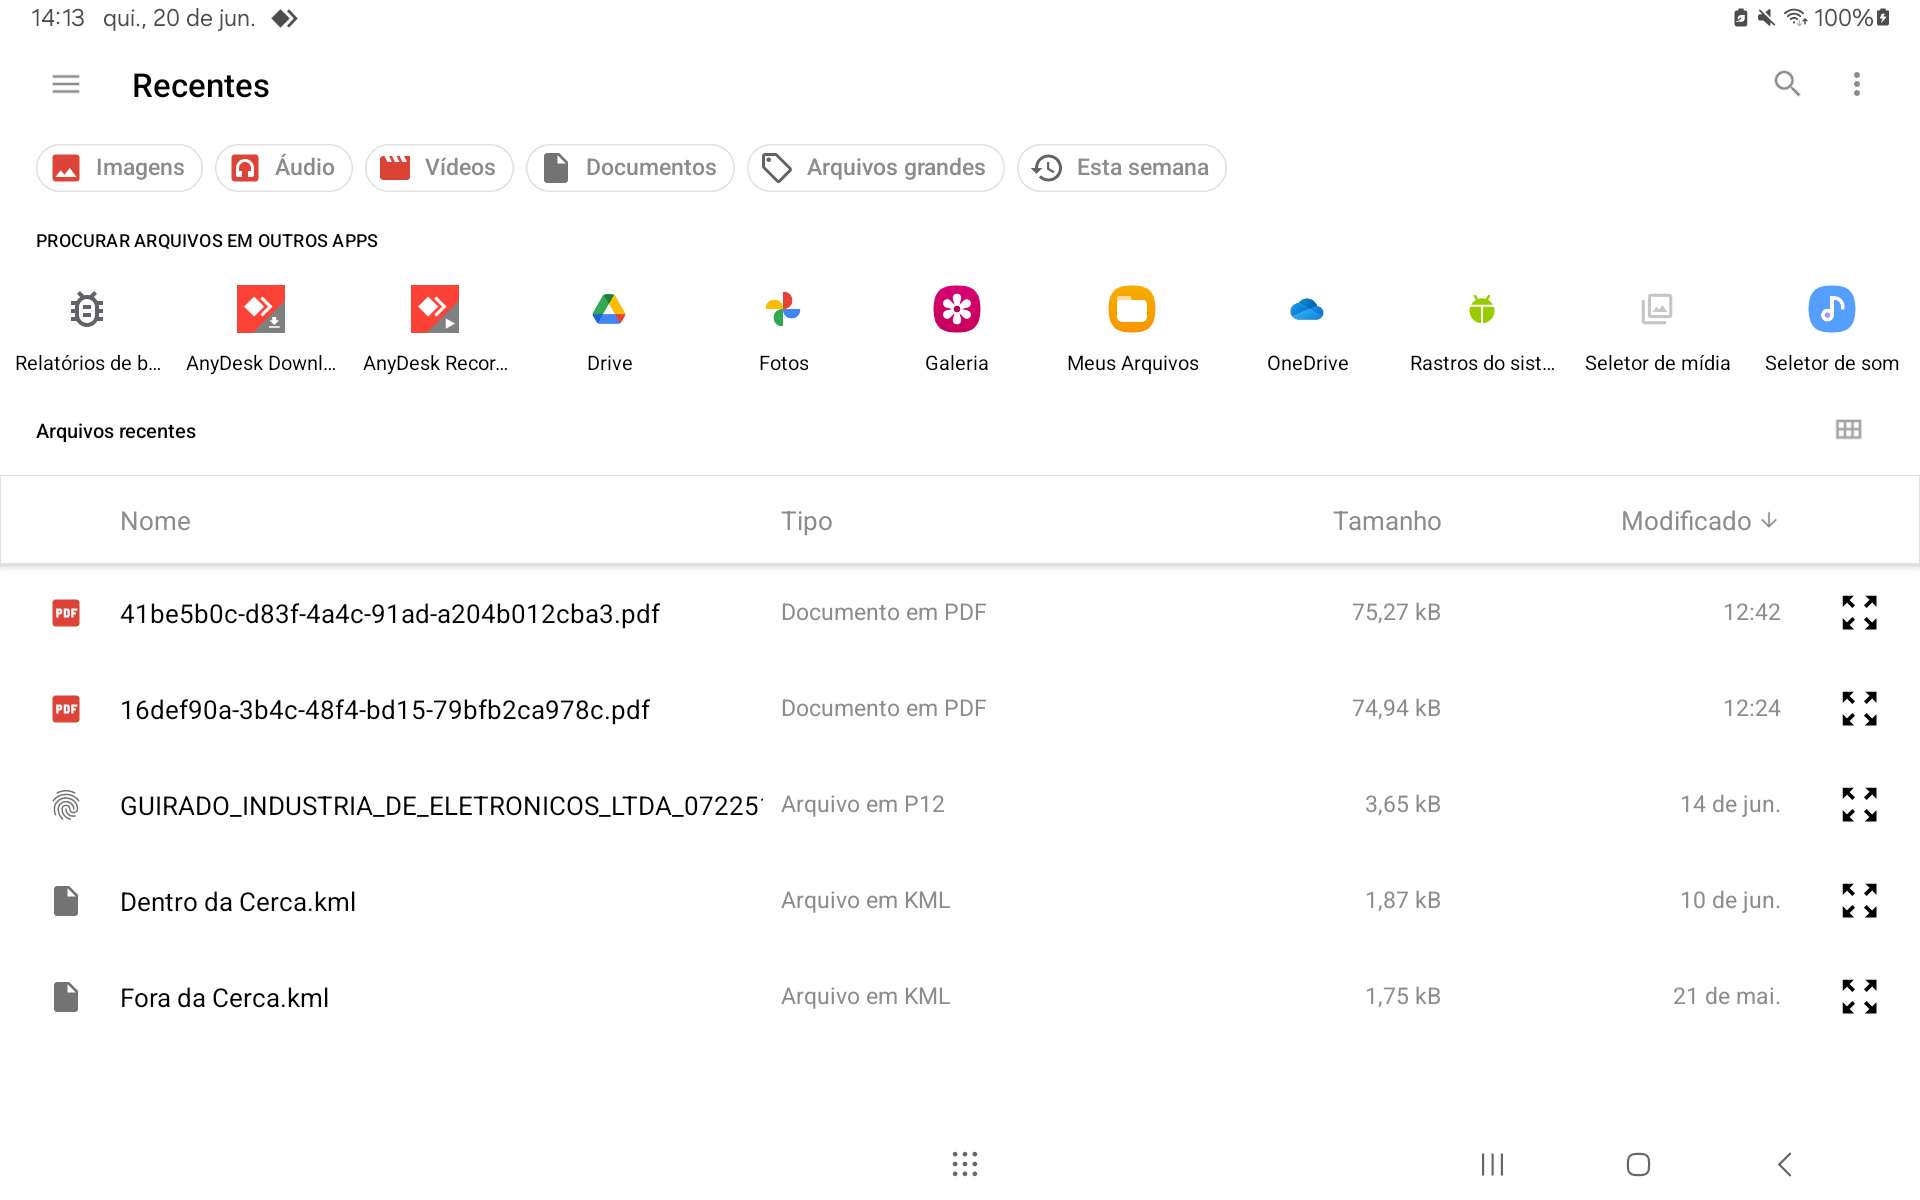 14:13 qui., 20 de jun. 100%
Recentes
Imagens Áudio Vídeos Documentos Arquivos grandes Esta semana
PROCURAR ARQUIVOS EM OUTROS APPS
Relatórios de b... AnyDesk Downl... AnyDesk Recor... Drive Fotos Galeria Meus Arquivos OneDrive Rastros do sist... Seletor de mídia Seletor de som
Arquivos recentes
Nome Tipo Tamanho Modificado
PDF 41be5b0c-d83f-4a4c-91ad-a204b012cba3.pdf Documento em PDF 75,27 kB 12:42
PDF 16def90a-3b4c-48f4-bd15-79bfb2ca978c.pdf Documento em PDF 74,94 kB 12:24
GUIRADO_INDUSTRIA_DE_ELETRONICOS_LTDA_07225 Arquivo em P12 3,65 kB 14 de jun.
Dentro da Cerca.kml Arquivo em KML 1,87 kB 10 de jun.
Fora da Cerca.kml Arquivo em KML 1,75 kB 21 de mai.